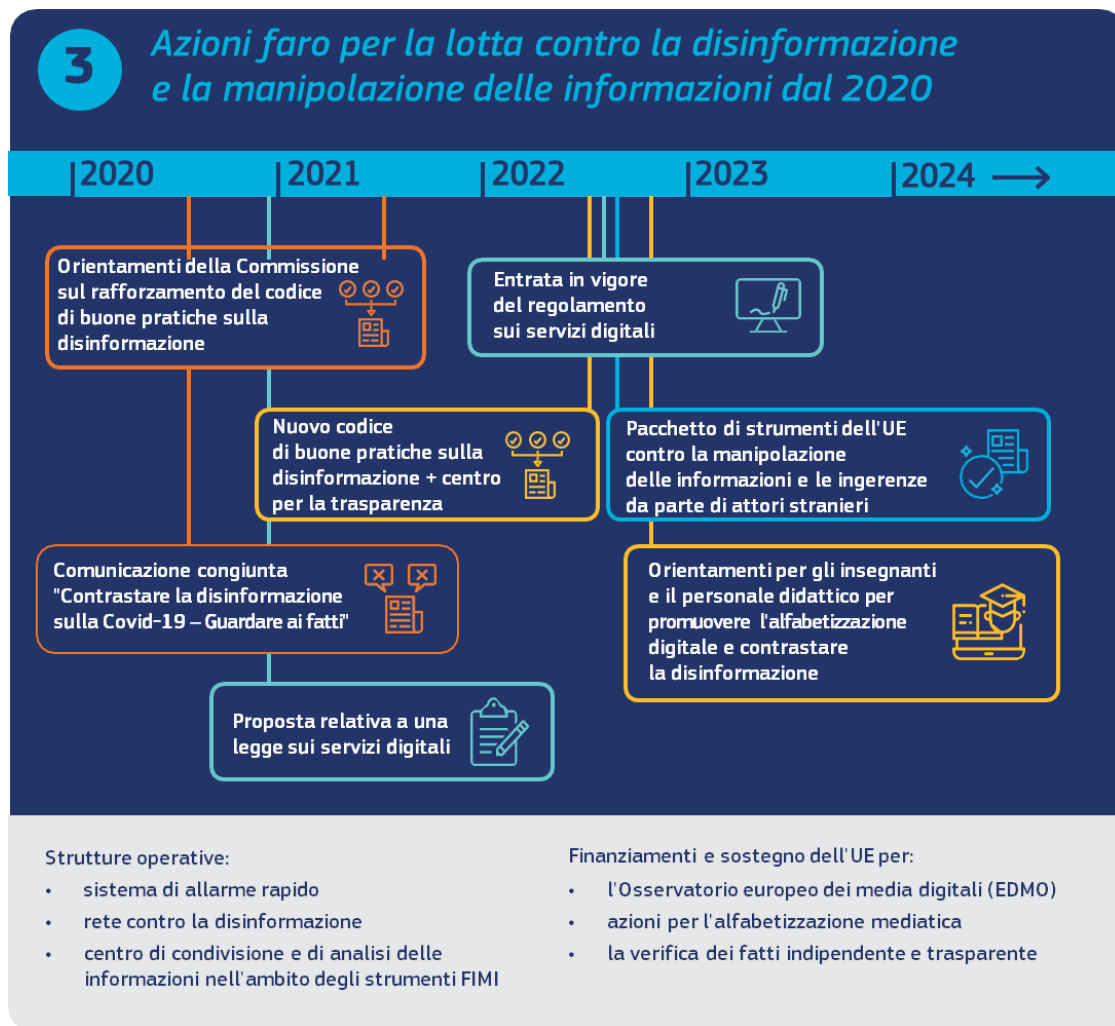 3
Azioni faro per la lotta contro la disinformazione
e la manipolazione delle informazioni dal 2020
2020
2021
2022
2023
2024
Orientamenti della Commissione
sul rafforzamento del codice
di buone pratiche sulla
disinformazione
Entrata in vigore
del regolamento
sui servizi digitali
Nuovo codice
di buone pratiche sulla
disinformazione + centro
per la trasparenza
Pacchetto di strumenti dell'UE
contro la manipolazione
delle informazioni e le ingerenze
da parte di attori stranieri
Comunicazione congiunta
"Contrastare la disinformazione
sulla Covid-19 – Guardare ai fatti"
Orientamenti per gli insegnanti
e il personale didattico per
promuovere l'alfabetizzazione
digitale e contrastare
la disinformazione
Proposta relativa a una
legge sui servizi digitali
Strutture operative:
• sistema di allarme rapido
• rete contro la disinformazione
• centro di condivisione e di analisi delle
informazioni nell'ambito degli strumenti FIMI
Finanziamenti e sostegno dell'UE per:
• l'Osservatorio europeo dei media digitali (EDMO)
• azioni per l'alfabetizzazione mediatica
• la verifica dei fatti indipendente e trasparente